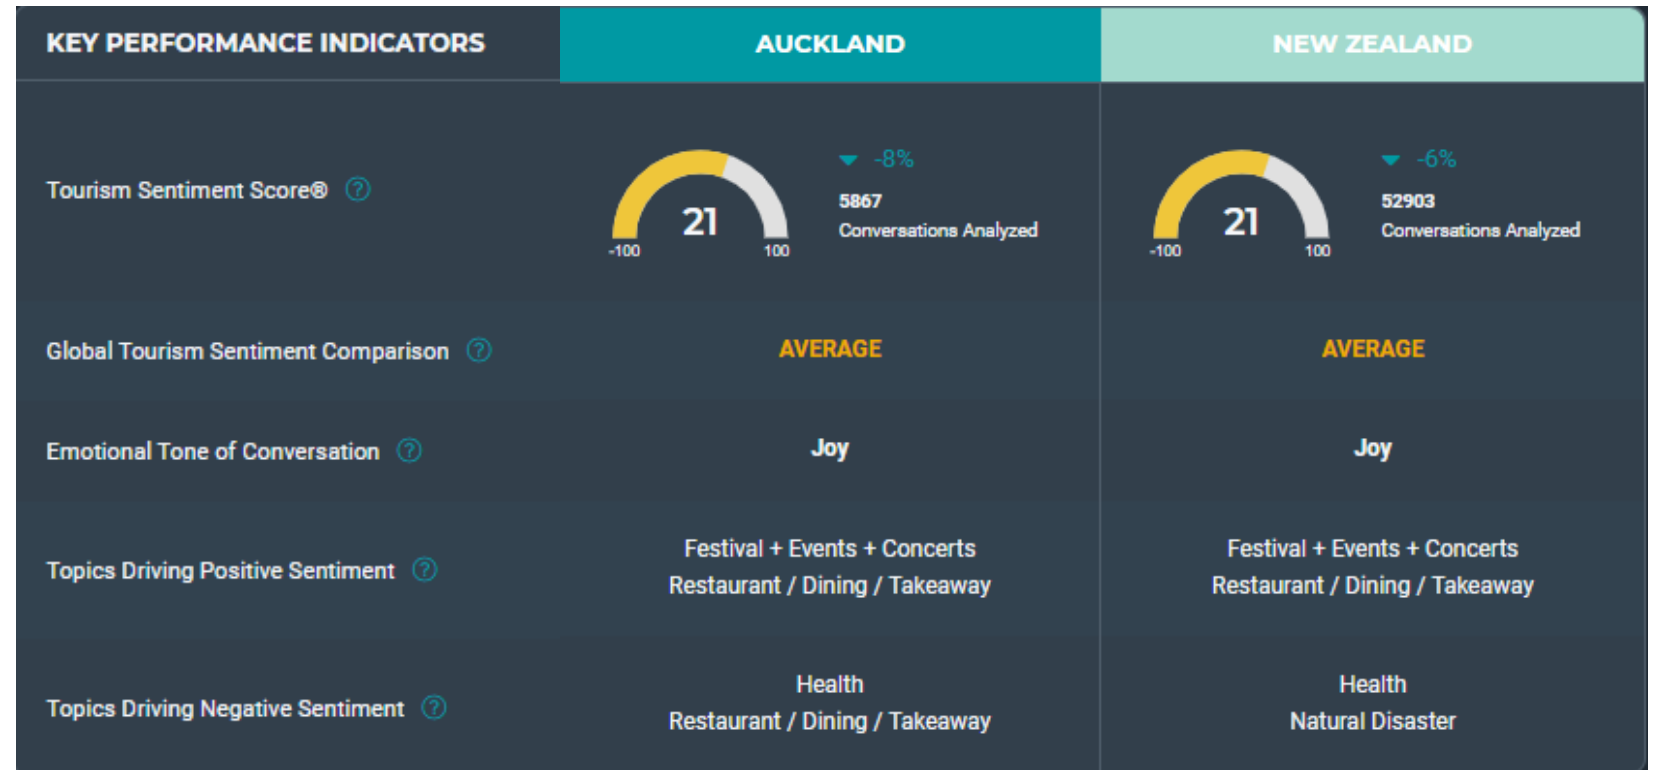 KEY PERFORMANCE INDICATORS
AUCKLAND
NEW ZEALAND
Tourism Sentiment Score® ?
21
-100
100
-8%
5867
Conversations Analyzed
21
-100
100
-6%
52903
Conversations Analyzed
Global Tourism Sentiment Comparison ?
AVERAGE
AVERAGE
Emotional Tone of Conversation ?
Joy
Joy
Topics Driving Positive Sentiment ?
Festival + Events + Concerts
Restaurant / Dining / Takeaway
Festival + Events + Concerts
Restaurant / Dining / Takeaway
Topics Driving Negative Sentiment ?
Health
Restaurant / Dining / Takeaway
Health
Natural Disaster